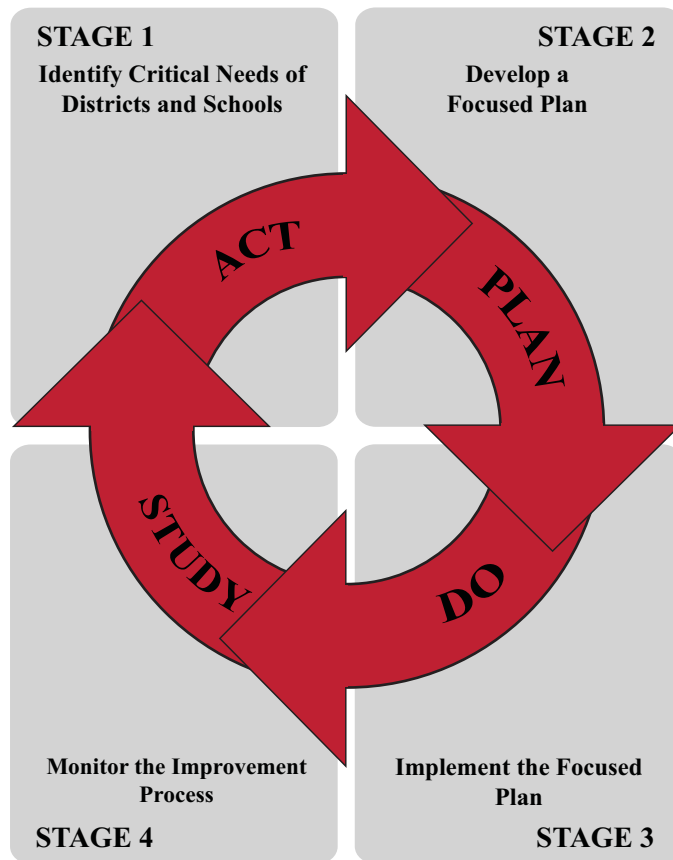 STAGE 1
Identify Critical Needs of
Districts and Schools
STAGE 2
Develop a
Focused Plan
ACT
PLAN
STUDY
DO
Monitor the Improvement
Process
STAGE 4
Implement the Focused
Plan
STAGE 3